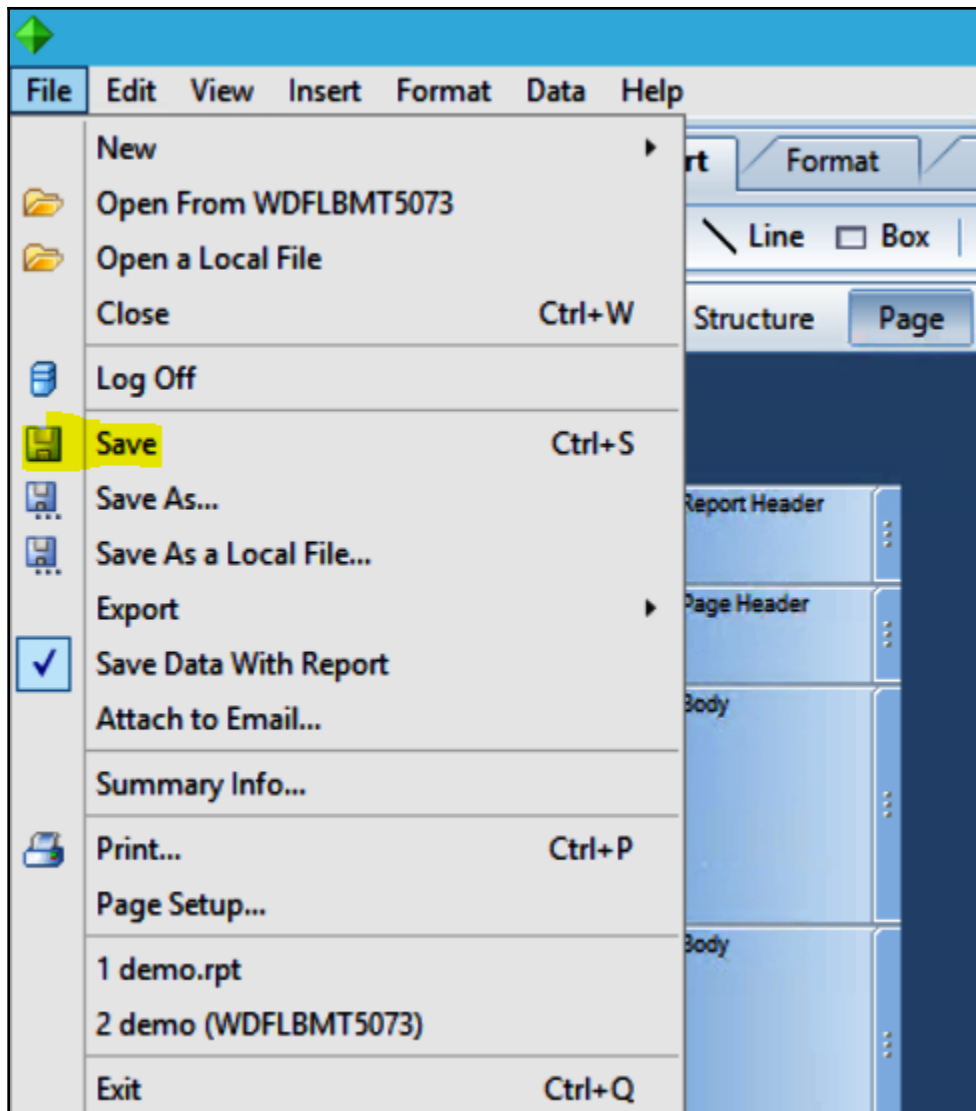 File Edit View Insert Format Data Help
New
rt Format
Open From WDFLBMT5073
Line Box
Open a Local File
Close Ctrl+W
Structure Page
Log Off
Save Ctrl+S
Save As...
Report Header
Save As a Local File...
Export
Page Header
Save Data With Report
Attach to Email...
Body
Summary Info...
Print... Ctrl+P
Page Setup...
Body
1 demo.rpt
2 demo (WDFLBMT5073)
Exit Ctrl+Q